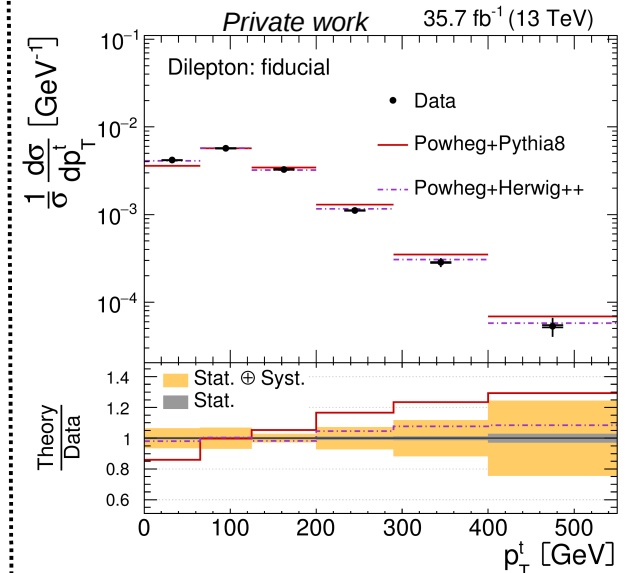 Private work 35.7 fb⁻¹ (13 TeV)
Dilepton: fiducial
Data
Powheg+Pythia8
Powheg+Herwig++
1/σ dσ/dp_T^t [GeV⁻¹]
10⁻¹
10⁻²
10⁻³
10⁻⁴
Stat. ⊕ Syst.
Stat.
Theory
Data
1.4
1.2
1
0.8
0.6
0 100 200 300 400 500
p_T^t [GeV]